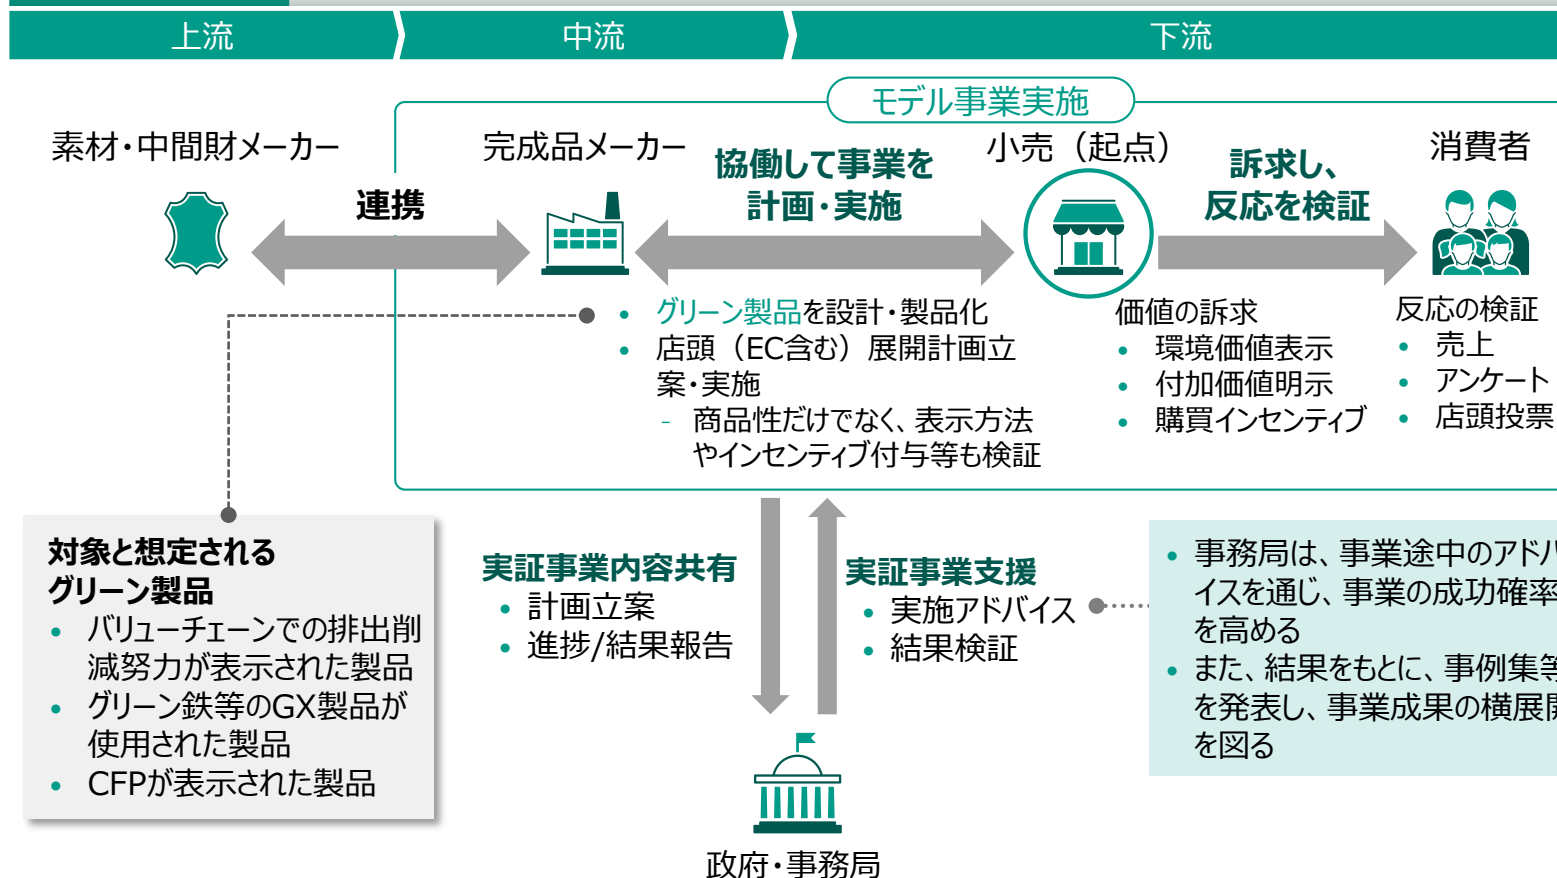 上流
中流
下流
モデル事業実施
素材・中間財メーカー
完成品メーカー
小売（起点）
消費者
連携
協働して事業を
計画・実施
訴求し、
反応を検証
• グリーン製品を設計・製品化
• 店頭（EC含む）展開計画立
案・実施
- 商品性だけでなく、表示方法
やインセンティブ付与等も検証
価値の訴求
• 環境価値表示
• 付加価値明示
• 購買インセンティブ
反応の検証
• 売上
• アンケート
• 店頭投票
対象と想定される
グリーン製品
• バリューチェーンでの排出削
減努力が表示された製品
• グリーン鉄等のGX製品が
使用された製品
• CFPが表示された製品
実証事業内容共有
• 計画立案
• 進捗/結果報告
実証事業支援
• 実施アドバイス
• 結果検証
• 事務局は、事業途中のアドバ
イスを通じ、事業の成功確率
を高める
• また、結果をもとに、事例集等
を発表し、事業成果の横展開
を図る
政府・事務局